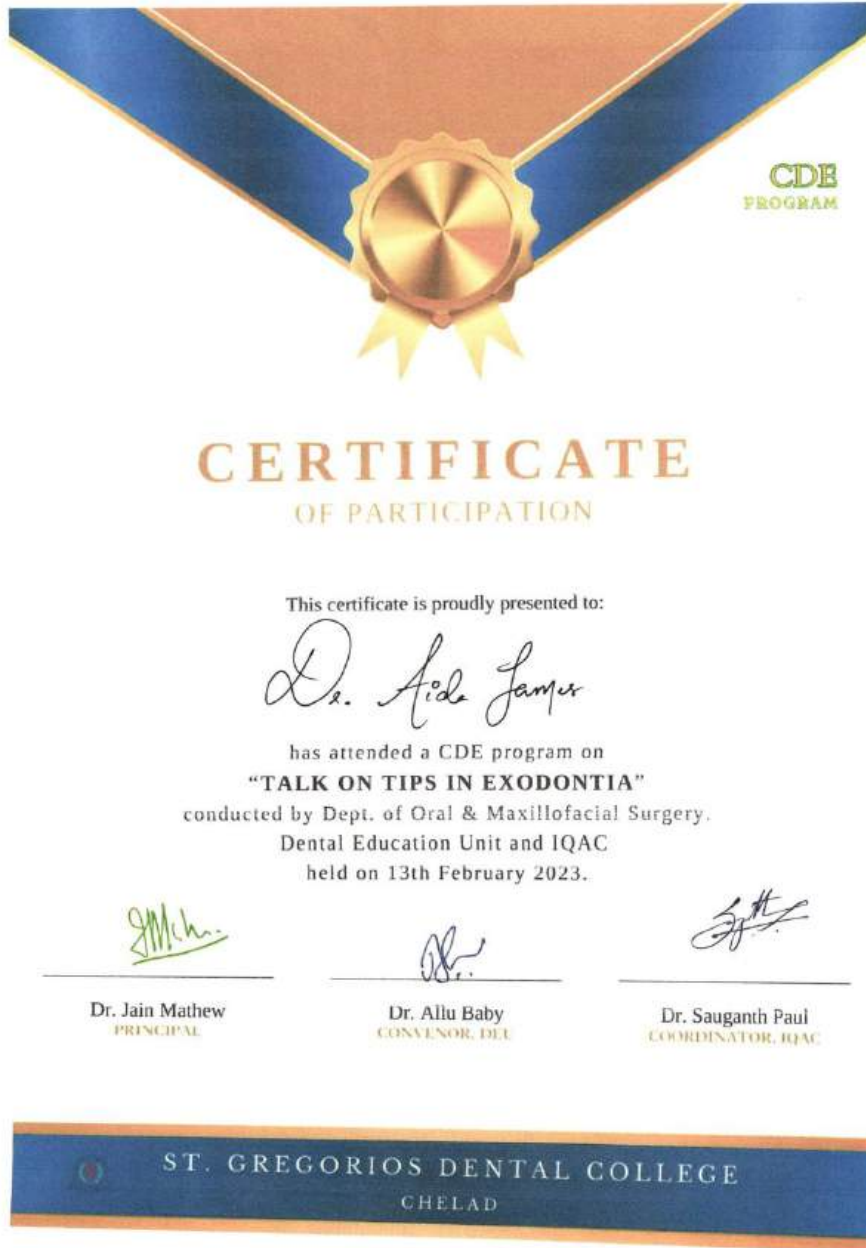 CDE
PROGRAM
CERTIFICATE
OF PARTICIPATION
This certificate is proudly presented to:
Dr. Aida James
has attended a CDE program on
“TALK ON TIPS IN EXODONTIA”
conducted by Dept. of Oral & Maxillofacial Surgery.
Dental Education Unit and IQAC
held on 13th February 2023.
Dr. Jain Mathew
PRINCIPAL
Dr. Allu Baby
CONVENOR, DEU
Dr. Sauganth Paul
COORDINATOR, IQAC
ST. GREGORIOS DENTAL COLLEGE
CHELAD